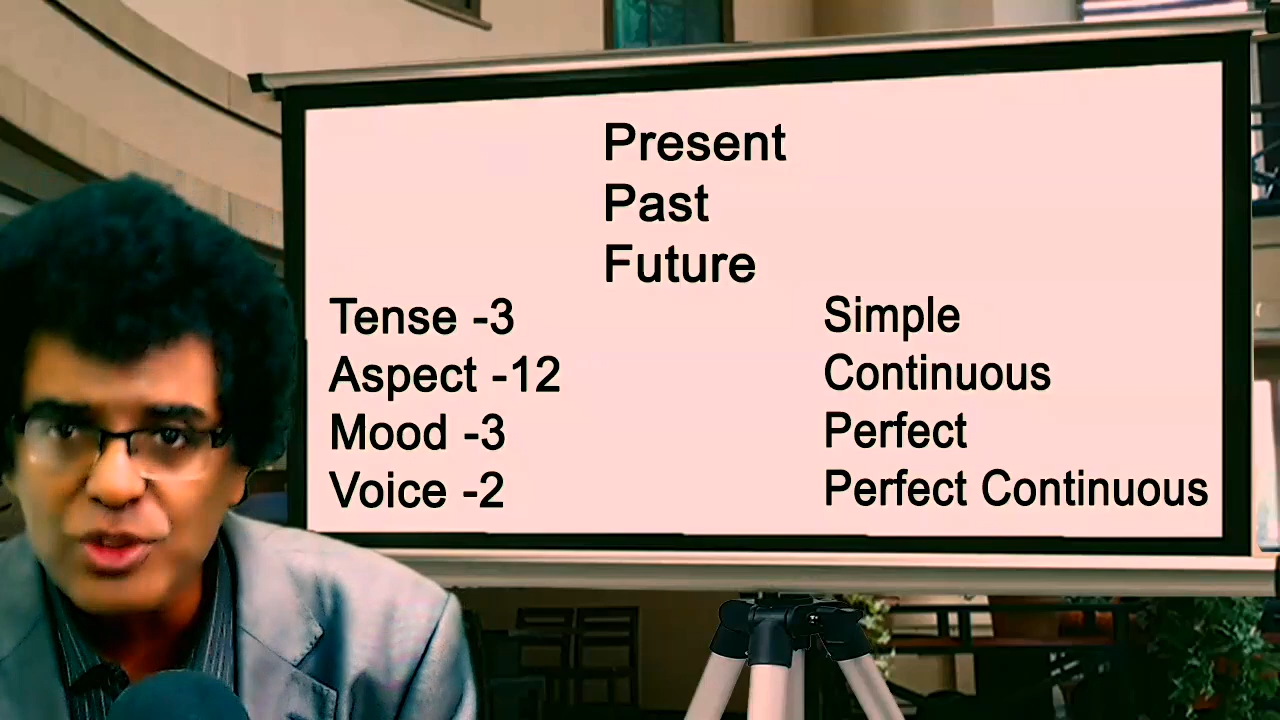 Present
Past
Future
Tense -3
Aspect -12
Mood -3
Voice -2
Simple
Continuous
Perfect
Perfect Continuous